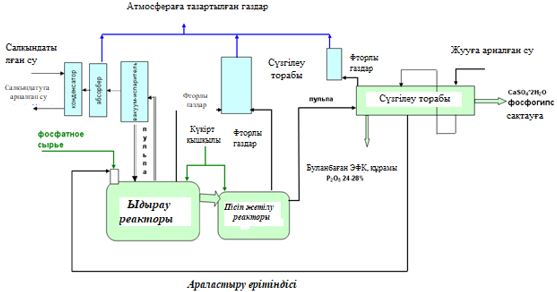 Атмосфераға тазартылған газдар
Салқындаты
лған су
Салқындатуға
арналған су
конденсатор
абсорбер
вакуум-испаритель
Фторлы
газдар
Сүзгілеу
торабы
Фторлы
газдар
Жууға арналған су
пульпа
Сүзгілеу торабы
CaSO₄*2H₂O
фосфогипс
сақтауға
фосфатное
сырье
пульпа
Күкірт
қышқылы
Фторлы
газдар
Буланбаған ЭФҚ, құрамы
P₂O₅ 24-28%
Ыдырау
реакторы
Пісіп жетілу
реакторы
Араластыру ерітіндісі